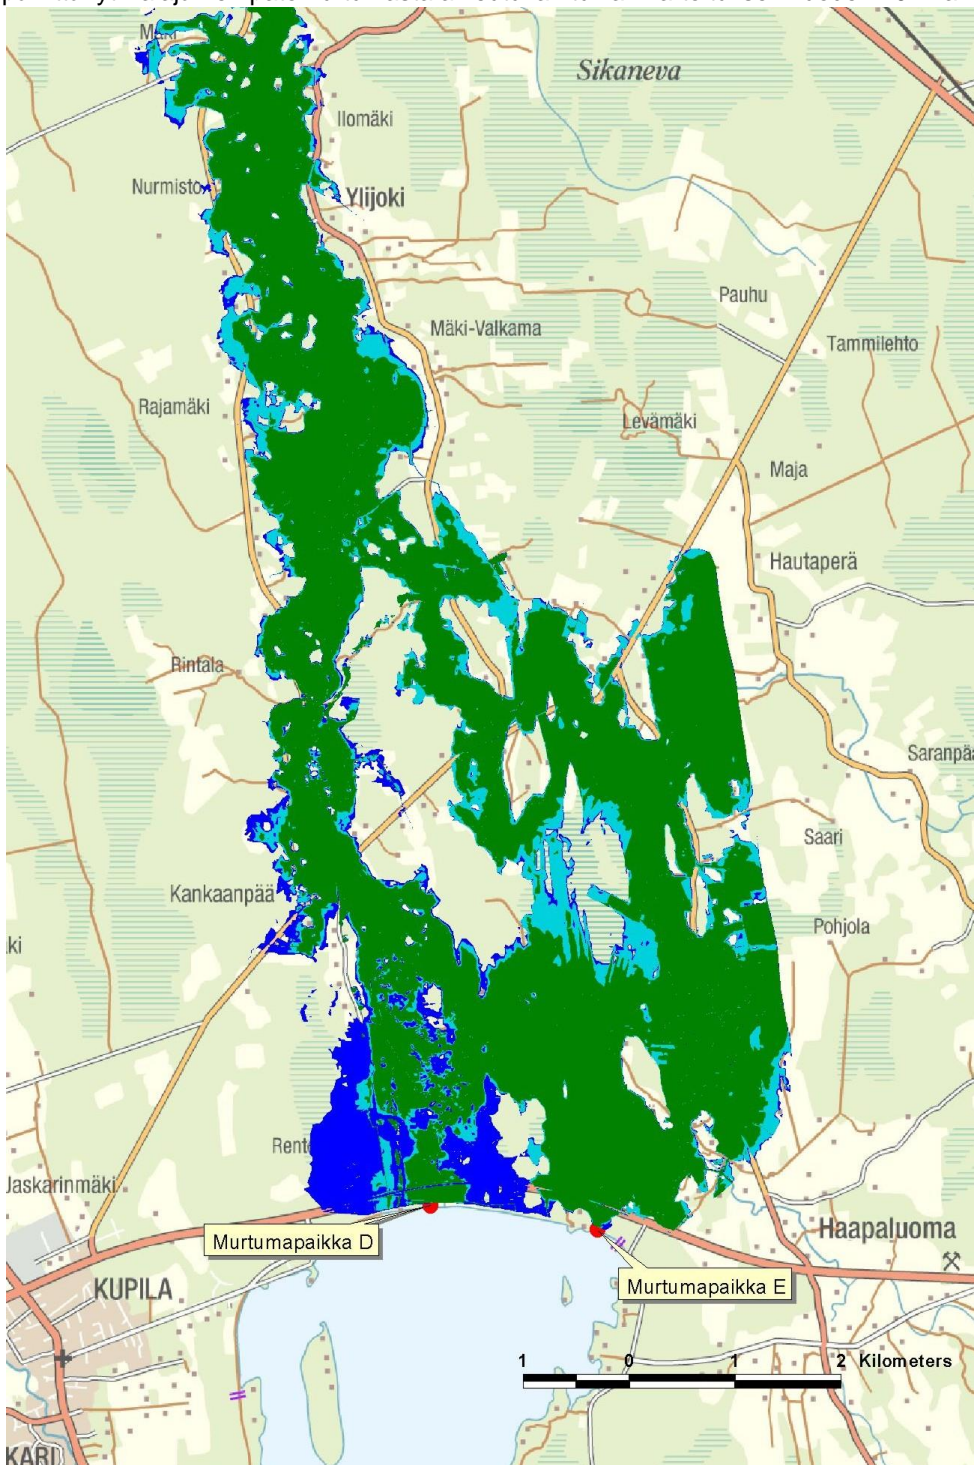 Sikaneva
Ilomäki
Nurmisto
Ylijoki
Pauhu
Mäki-Valkama
Tammilehto
Rajamäki
Levämäki
Maja
Hautaperä
Rintala
Saari
Kankaanpää
Pohjola
Jaskarinmäki
Haapaluoma
Murtumapaikka D
Murtumapaikka E
KUPILA
1 0 1 2 Kilometers